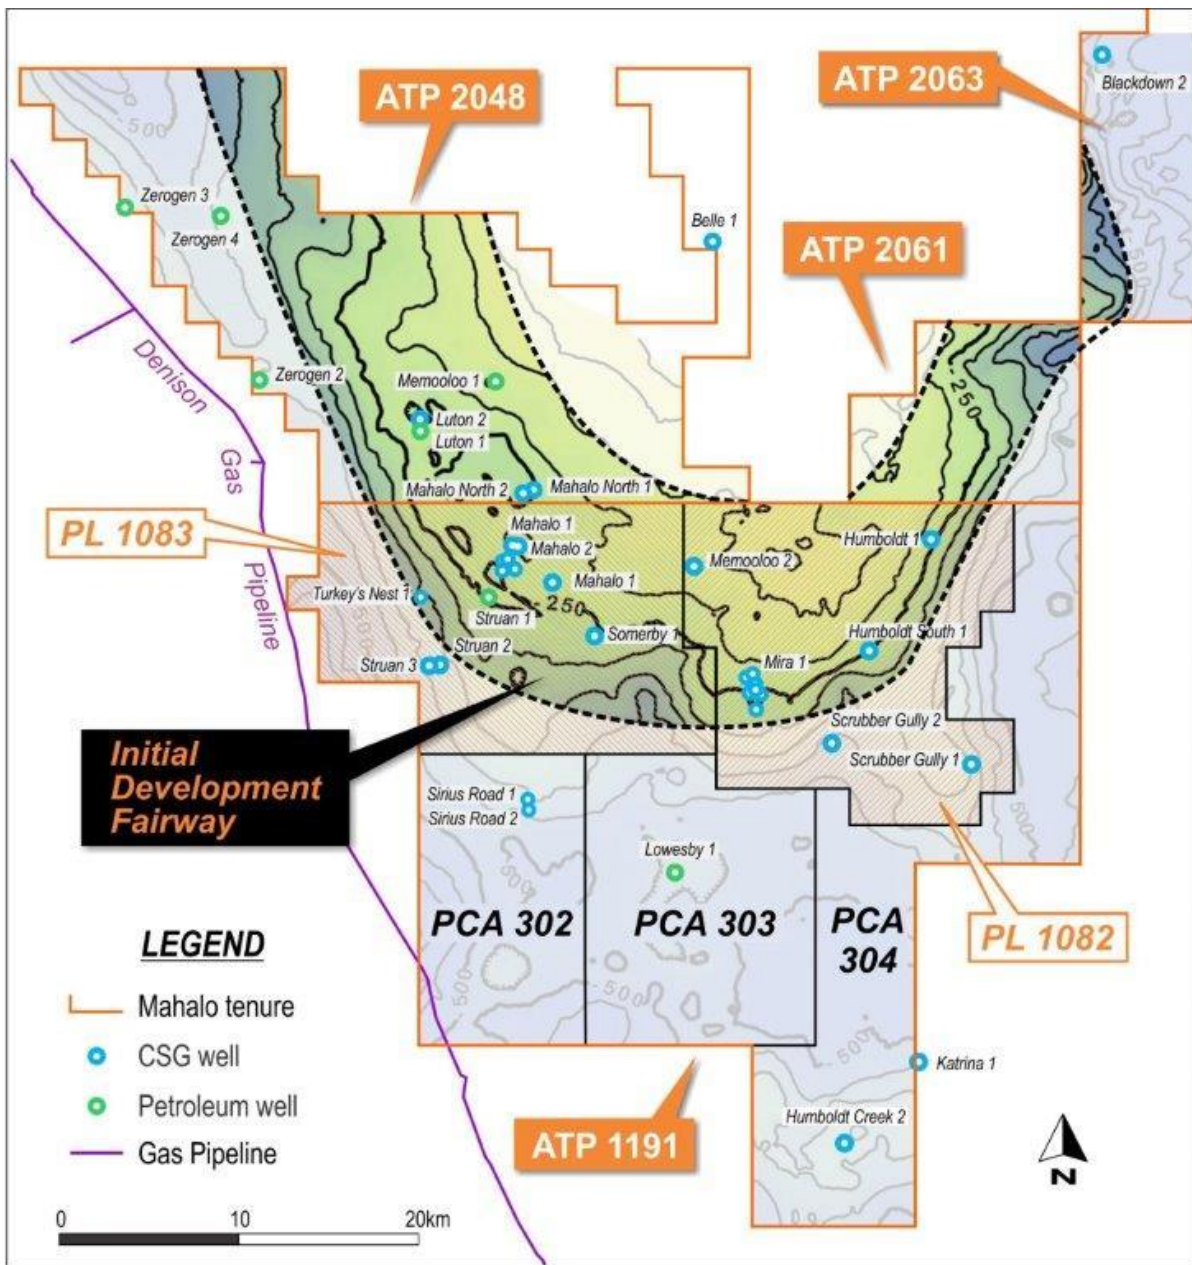 ATP 2048
ATP 2063
Blackdown 2
500
Zerogen 3
Zerogen 4
Belle 1
ATP 2061
Denison
Gas
Pipeline
Zerogen 2
Memooloo 1
Luton 2
Luton 1
-250
Mahalo North 2
Mahalo North 1
PL 1083
Mahalo 1
Mahalo 2
Mahalo 1
Memooloo 2
Humboldt 1
Turkey's Nest 1
Struan 1
-250
Struan 2
Struan 3
Somerby 1
Humboldt South 1
Mira 1
Initial
Development
Fairway
Scrubber Gully 2
Scrubber Gully 1
Sirius Road 1
Sirius Road 2
Lowesby 1
500
PCA 302
PCA 303
PCA
304
PL 1082
-500
-500
LEGEND
Mahalo tenure
CSG well
Petroleum well
Gas Pipeline
Katrina 1
Humboldt Creek 2
ATP 1191
N
0
10
20km